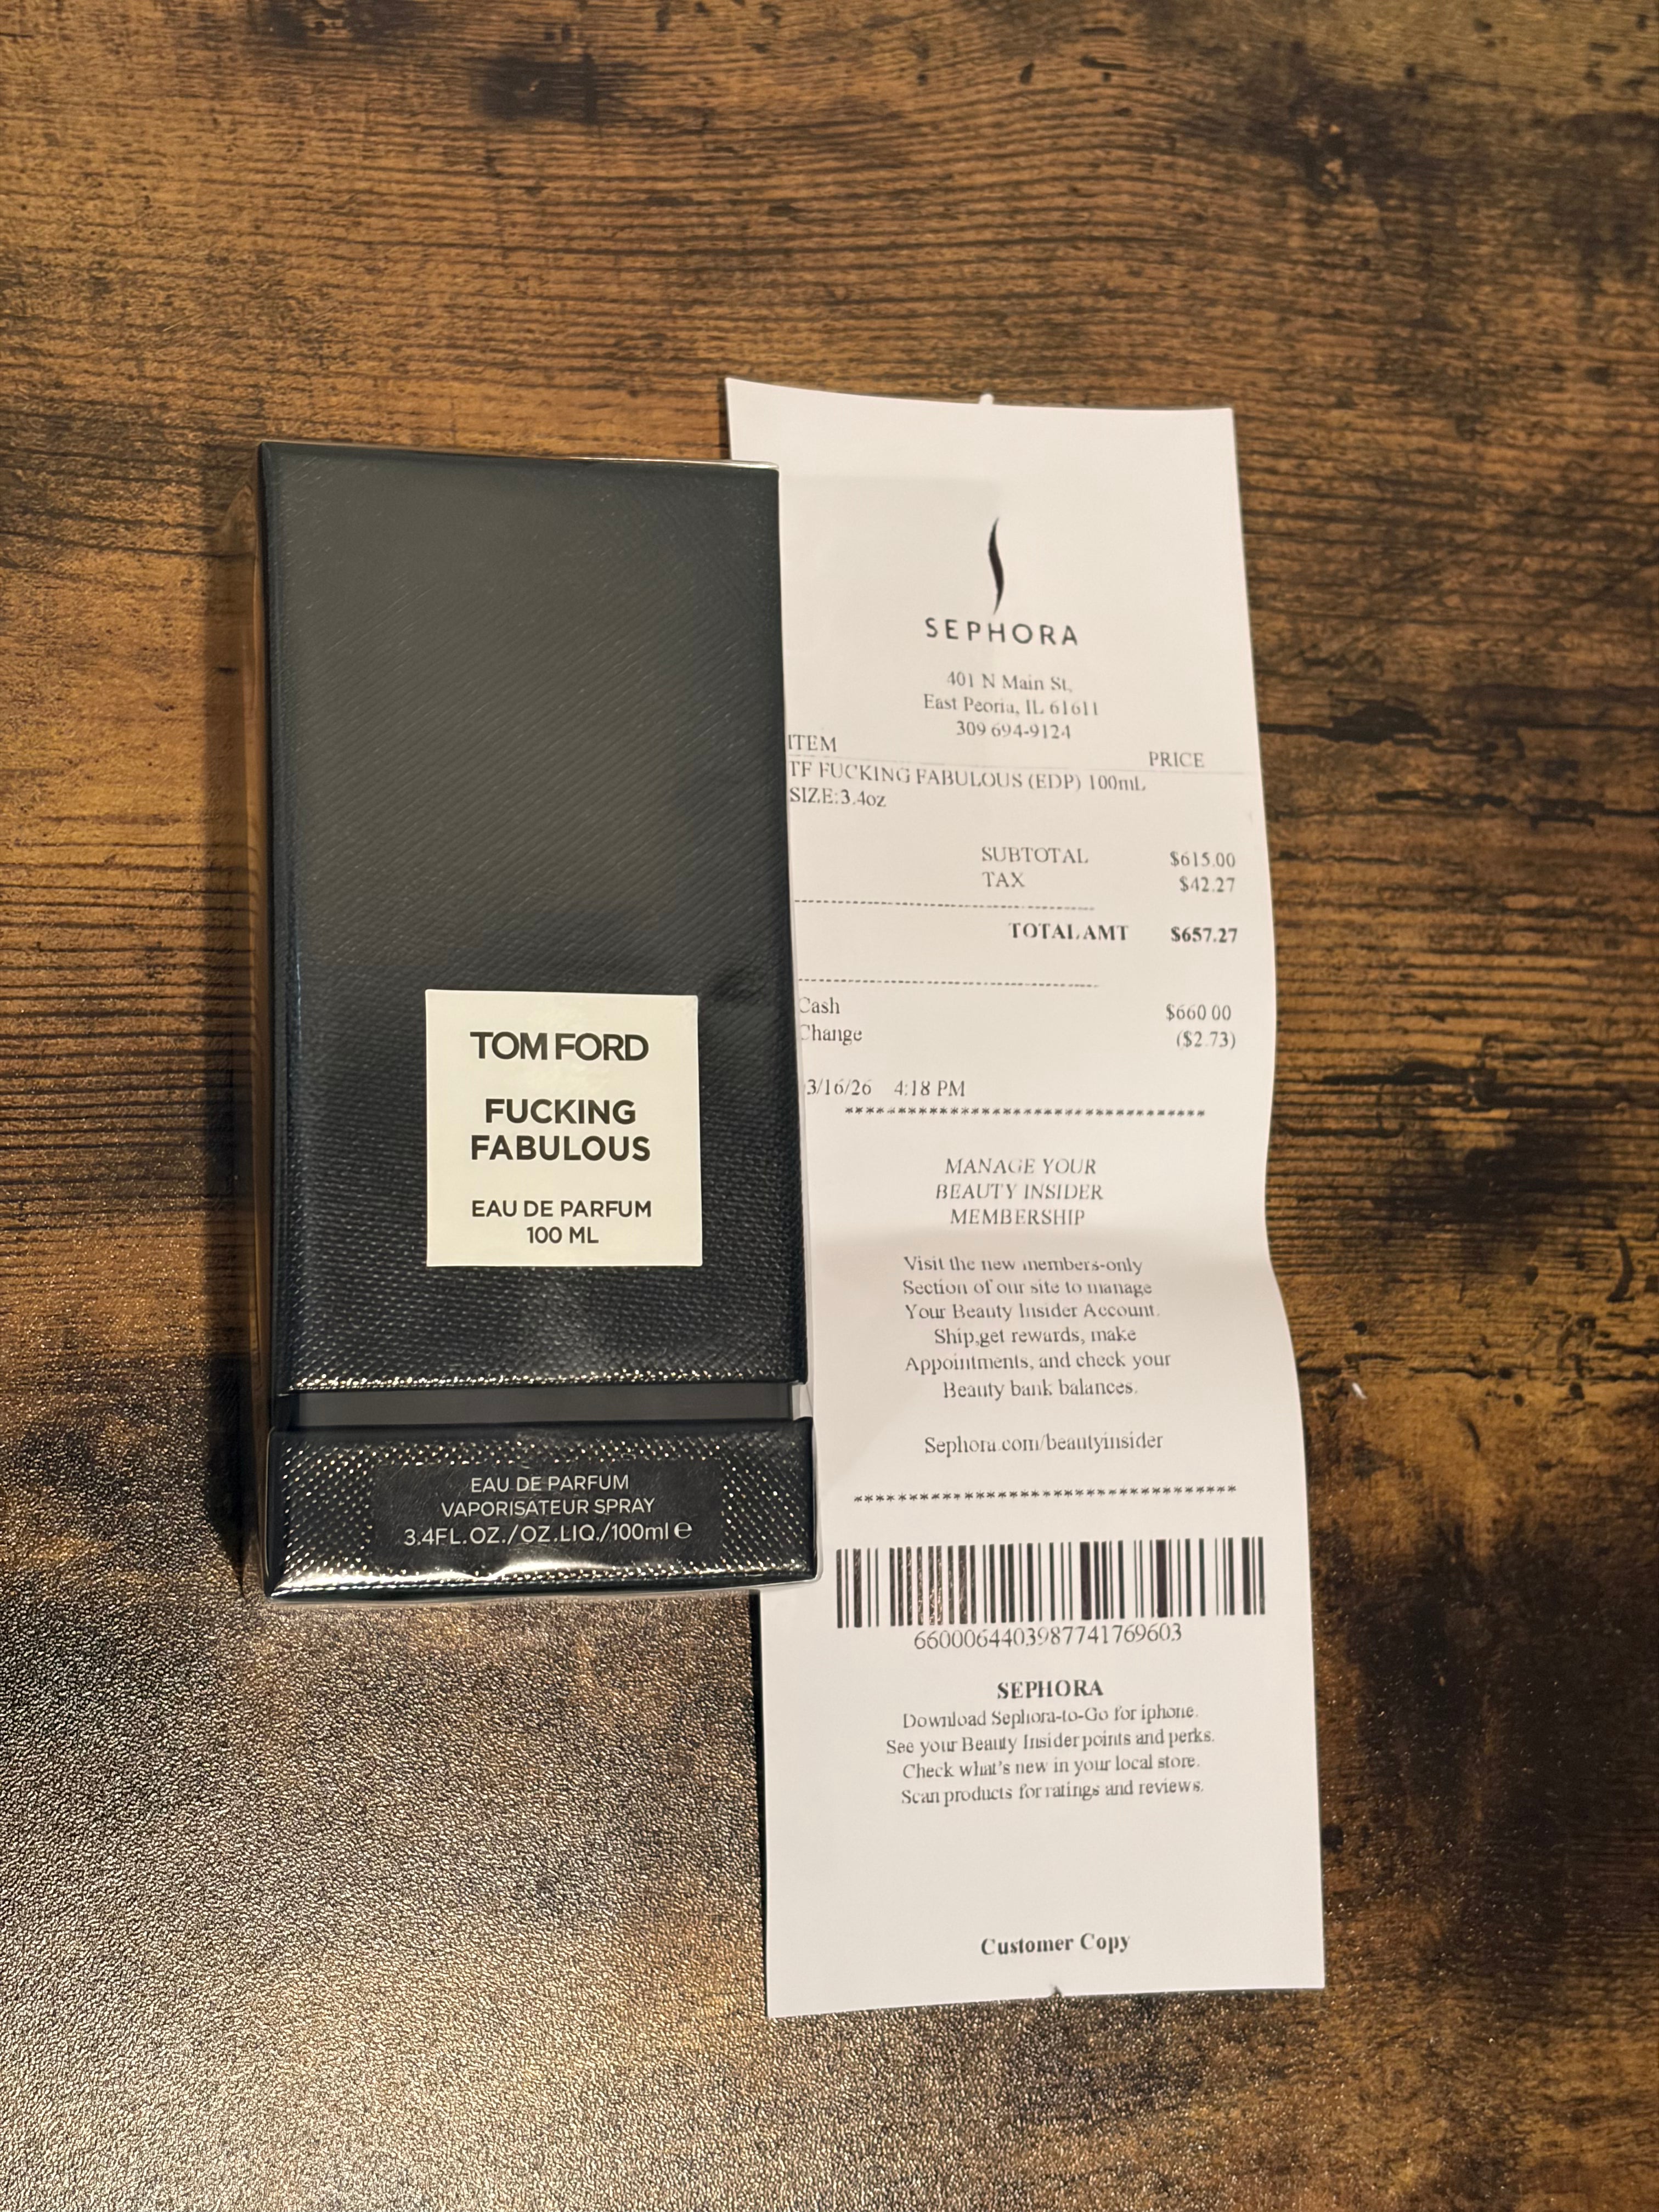 TOM FORD
FUCKING
FABULOUS
EAU DE PARFUM
100 ML
EAU DE PARFUM
VAPORISATEUR SPRAY
3.4FL.OZ./OZ.LIQ./100ml ℮
SEPHORA
401 N Main St,
East Peoria, IL 61611
309 694-9124
ITEM PRICE
TF FUCKING FABULOUS (EDP) 100mL
SIZE:3.4oz
SUBTOTAL $615.00
TAX $42.27
TOTAL AMT $657.27
Cash $660 00
Change ($2.73)
3/16/26 4:18 PM
***********************************
MANAGE YOUR
BEAUTY INSIDER
MEMBERSHIP
Visit the new members-only
Section of our site to manage
Your Beauty Insider Account.
Ship,get rewards, make
Appointments, and check your
Beauty bank balances.
Sephora.com/beautyinsider
***********************************
6600064403987741769603
SEPHORA
Download Sephora-to-Go for iphone.
See your Beauty Insider points and perks.
Check what's new in your local store.
Scan products for ratings and reviews.
Customer Copy